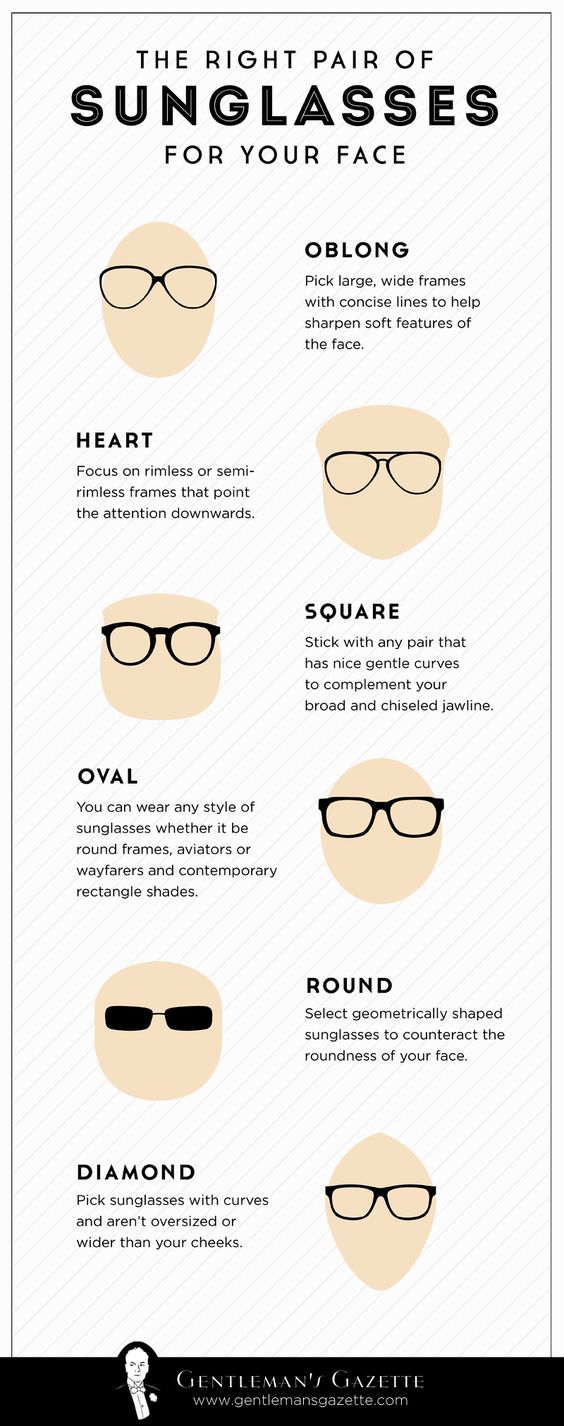 THE RIGHT PAIR OF
SUNGLASSES
FOR YOUR FACE
OBLONG
Pick large, wide frames
with concise lines to help
sharpen soft features of
the face.
HEART
Focus on rimless or semi-
rimless frames that point
the attention downwards.
SQUARE
Stick with any pair that
has nice gentle curves
to complement your
broad and chiseled jawline.
OVAL
You can wear any style of
sunglasses whether it be
round frames, aviators or
wayfarers and contemporary
rectangle shades.
ROUND
Select geometrically shaped
sunglasses to counteract the
roundness of your face.
DIAMOND
Pick sunglasses with curves
and aren't oversized or
wider than your cheeks.
GENTLEMAN'S GAZETTE
www.gentlemansgazette.com